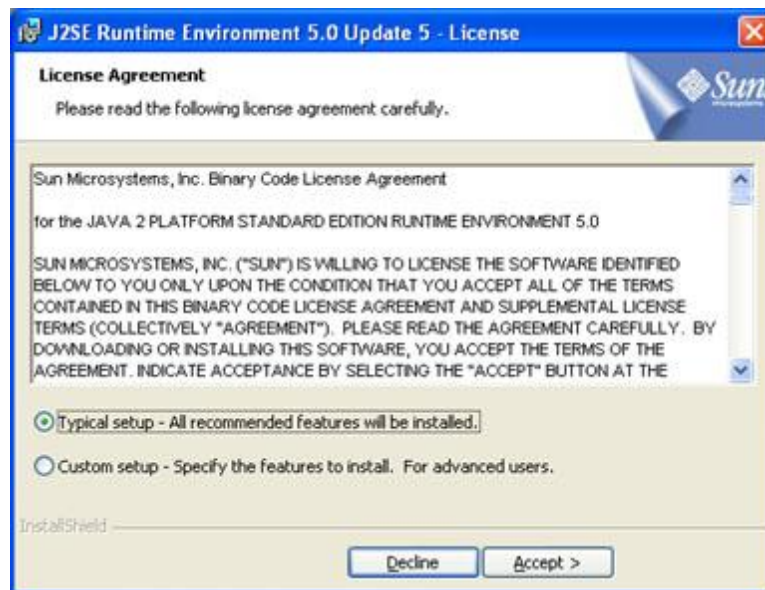 J2SE Runtime Environment 5.0 Update 5 - License
License Agreement
Please read the following license agreement carefully.
Sun
microsystems
Sun Microsystems, Inc. Binary Code License Agreement
for the JAVA 2 PLATFORM STANDARD EDITION RUNTIME ENVIRONMENT 5.0
SUN MICROSYSTEMS, INC. ("SUN") IS WILLING TO LICENSE THE SOFTWARE IDENTIFIED
BELOW TO YOU ONLY UPON THE CONDITION THAT YOU ACCEPT ALL OF THE TERMS
CONTAINED IN THIS BINARY CODE LICENSE AGREEMENT AND SUPPLEMENTAL LICENSE
TERMS (COLLECTIVELY "AGREEMENT"). PLEASE READ THE AGREEMENT CAREFULLY. BY
DOWNLOADING OR INSTALLING THIS SOFTWARE, YOU ACCEPT THE TERMS OF THE
AGREEMENT. INDICATE ACCEPTANCE BY SELECTING THE "ACCEPT" BUTTON AT THE
Typical setup - All recommended features will be installed.
Custom setup - Specify the features to install. For advanced users.
InstallShield
Decline
Accept >